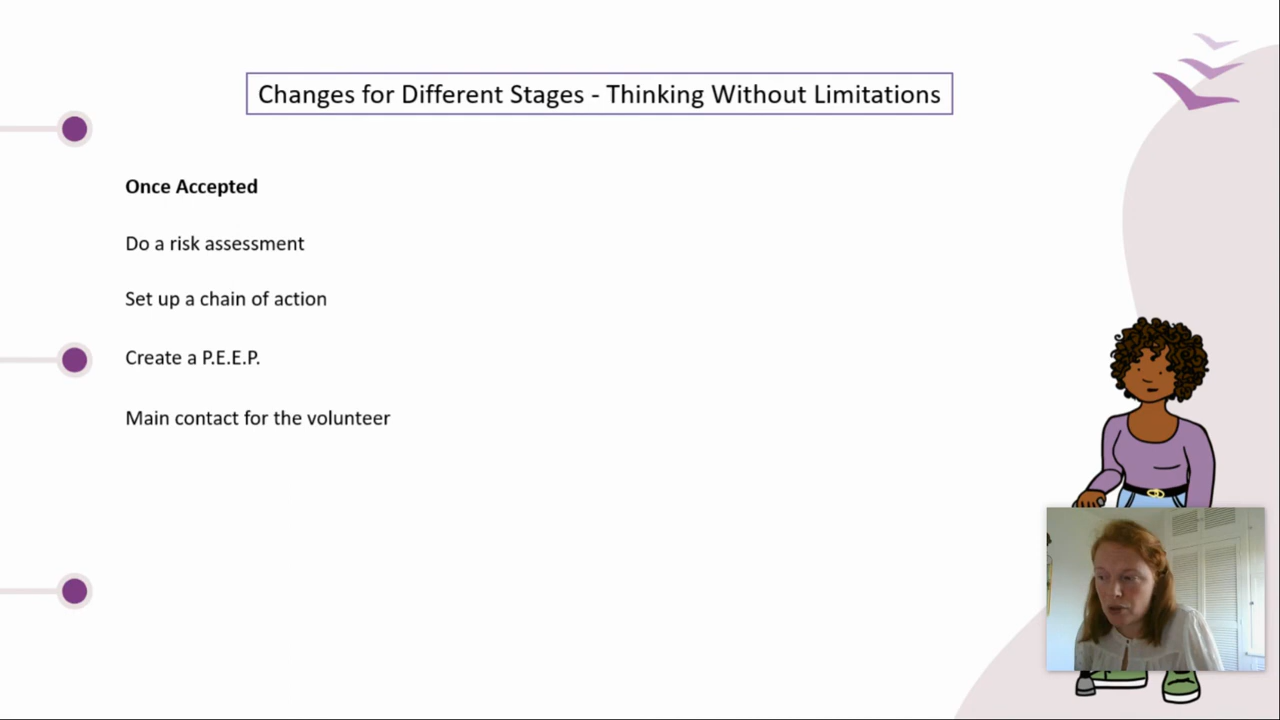 Changes for Different Stages - Thinking Without Limitations
Once Accepted
Do a risk assessment
Set up a chain of action
Create a P.E.E.P.
Main contact for the volunteer